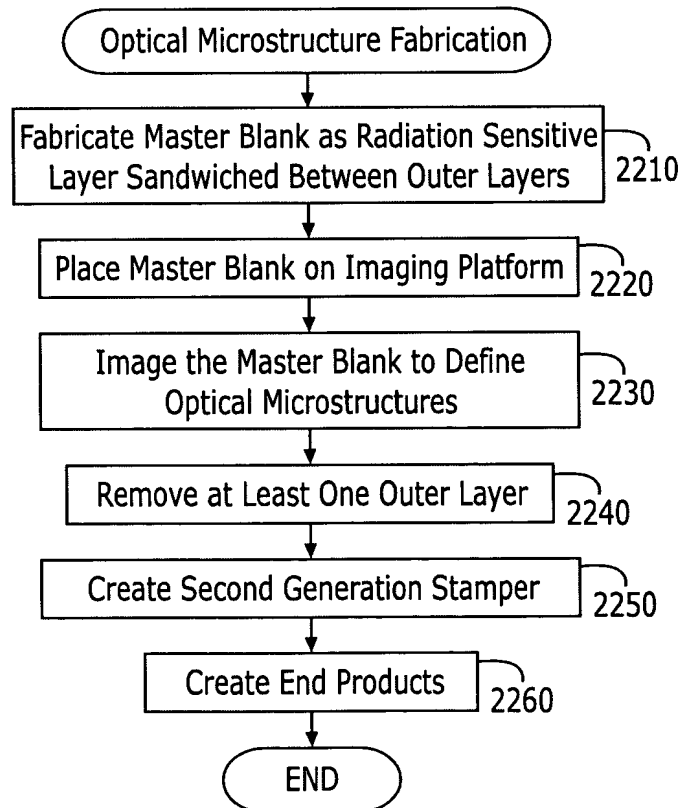 Optical Microstructure Fabrication
Fabricate Master Blank as Radiation Sensitive
Layer Sandwiched Between Outer Layers
2210
Place Master Blank on Imaging Platform
2220
Image the Master Blank to Define
Optical Microstructures
2230
Remove at Least One Outer Layer
2240
Create Second Generation Stamper
2250
Create End Products
2260
END